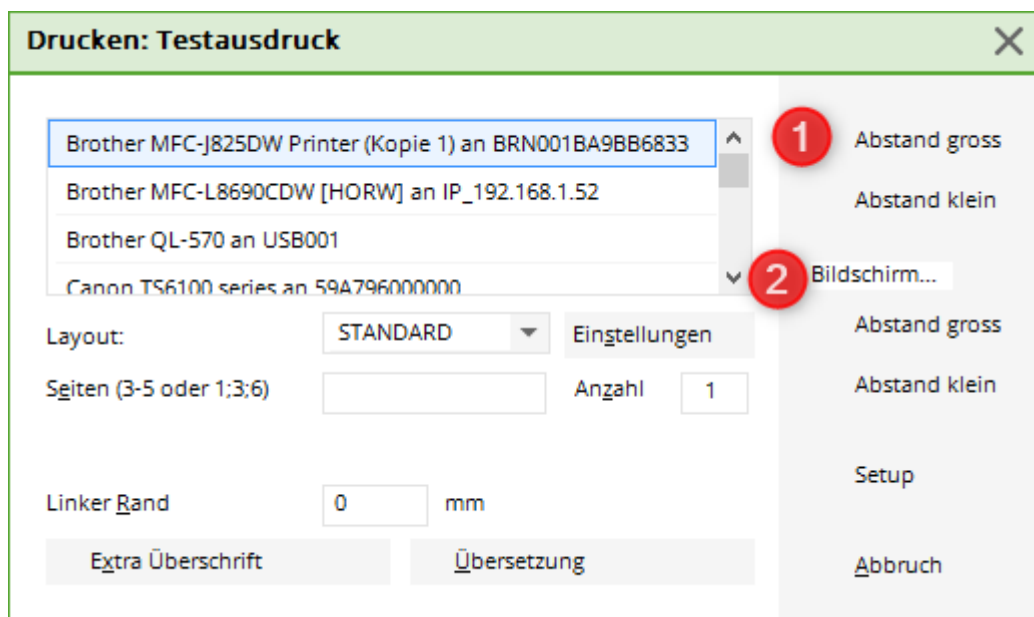 Drucken: Testausdruck
Brother MFC-J825DW Printer (Kopie 1) an BRN001BA9BB6833
1
Abstand gross
Brother MFC-L8690CDW [HORW] an IP_192.168.1.52
Abstand klein
Brother QL-570 an USB001
Canon TS6100 series an 59A796000000
2
Bildschirm...
Layout:
STANDARD
Einstellungen
Abstand gross
Seiten (3-5 oder 1;3;6)
Anzahl
1
Abstand klein
Setup
Linker Rand
0
mm
Extra Überschrift
Übersetzung
Abbruch